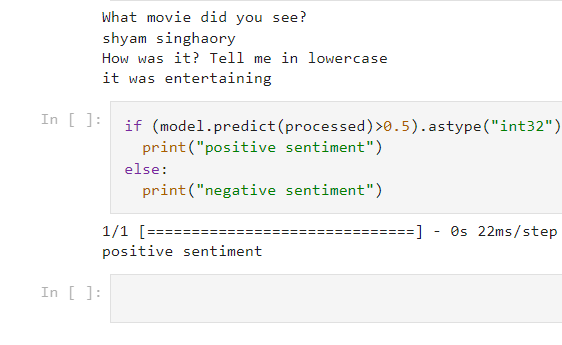 What movie did you see?
shyam singhaory
How was it? Tell me in lowercase
it was entertaining
In [ ]:
if (model.predict(processed)>0.5).astype("int32")
  print("positive sentiment")
else:
  print("negative sentiment")
1/1 [==============================] - 0s 22ms/step
positive sentiment
In [ ]: